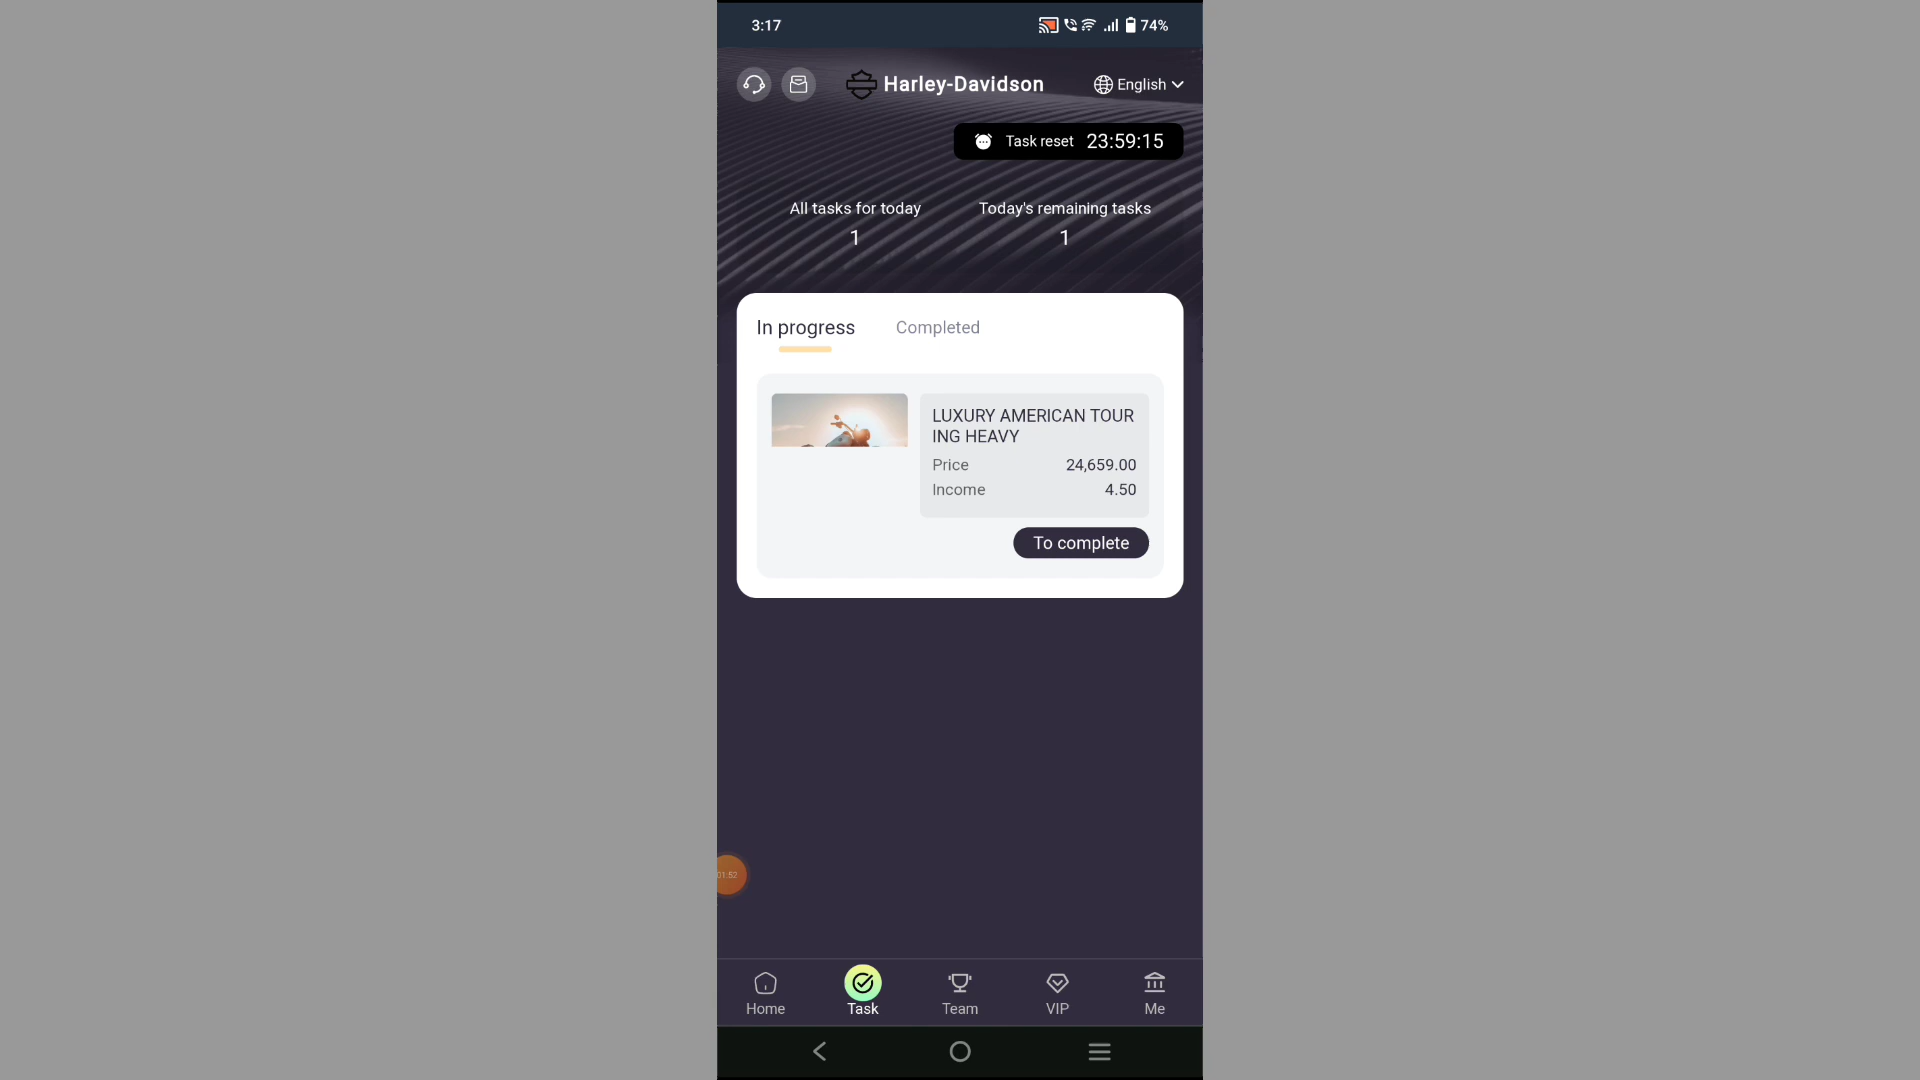 3:17
74%
Harley-Davidson
English
Task reset 23:59:15
All tasks for today
Today's remaining tasks
1
1
In progress
Completed
LUXURY AMERICAN TOUR
ING HEAVY
Price 24,659.00
Income 4.50
To complete
01:52
Home
Task
Team
VIP
Me